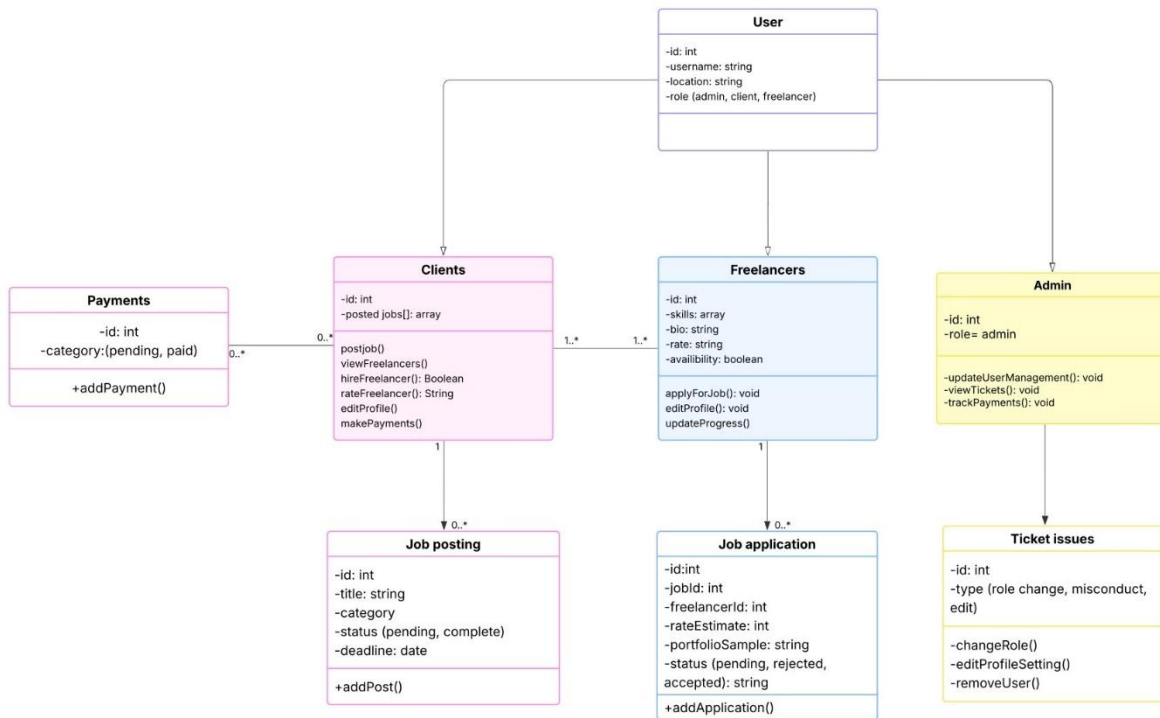 User
-id: int
-username: string
-location: string
-role (admin, client, freelancer)
Clients
-id: int
-posted jobs[]: array
postjob()
viewFreelancers()
hireFreelancer(): Boolean
rateFreelancer(): String
editProfile()
makePayments()
Freelancers
-id: int
-skills: array
-bio: string
-rate: string
-availibility: boolean
applyForJob(): void
editProfile(): void
updateProgress()
Admin
-id: int
-role= admin
-updateUserManagement(): void
-viewTickets(): void
-trackPayments(): void
Payments
-id: int
-category:(pending, paid)
+addPayment()
0..*
0..*
1..*
1..*
1
0..*
1
0..*
Job posting
-id: int
-title: string
-category
-status (pending, complete)
-deadline: date
+addPost()
Job application
-id:int
-jobId: int
-freelancerId: int
-rateEstimate: int
-portfolioSample: string
-status (pending, rejected,
accepted): string
+addApplication()
Ticket issues
-id: int
-type (role change, misconduct,
edit)
-changeRole()
-editProfileSetting()
-removeUser()